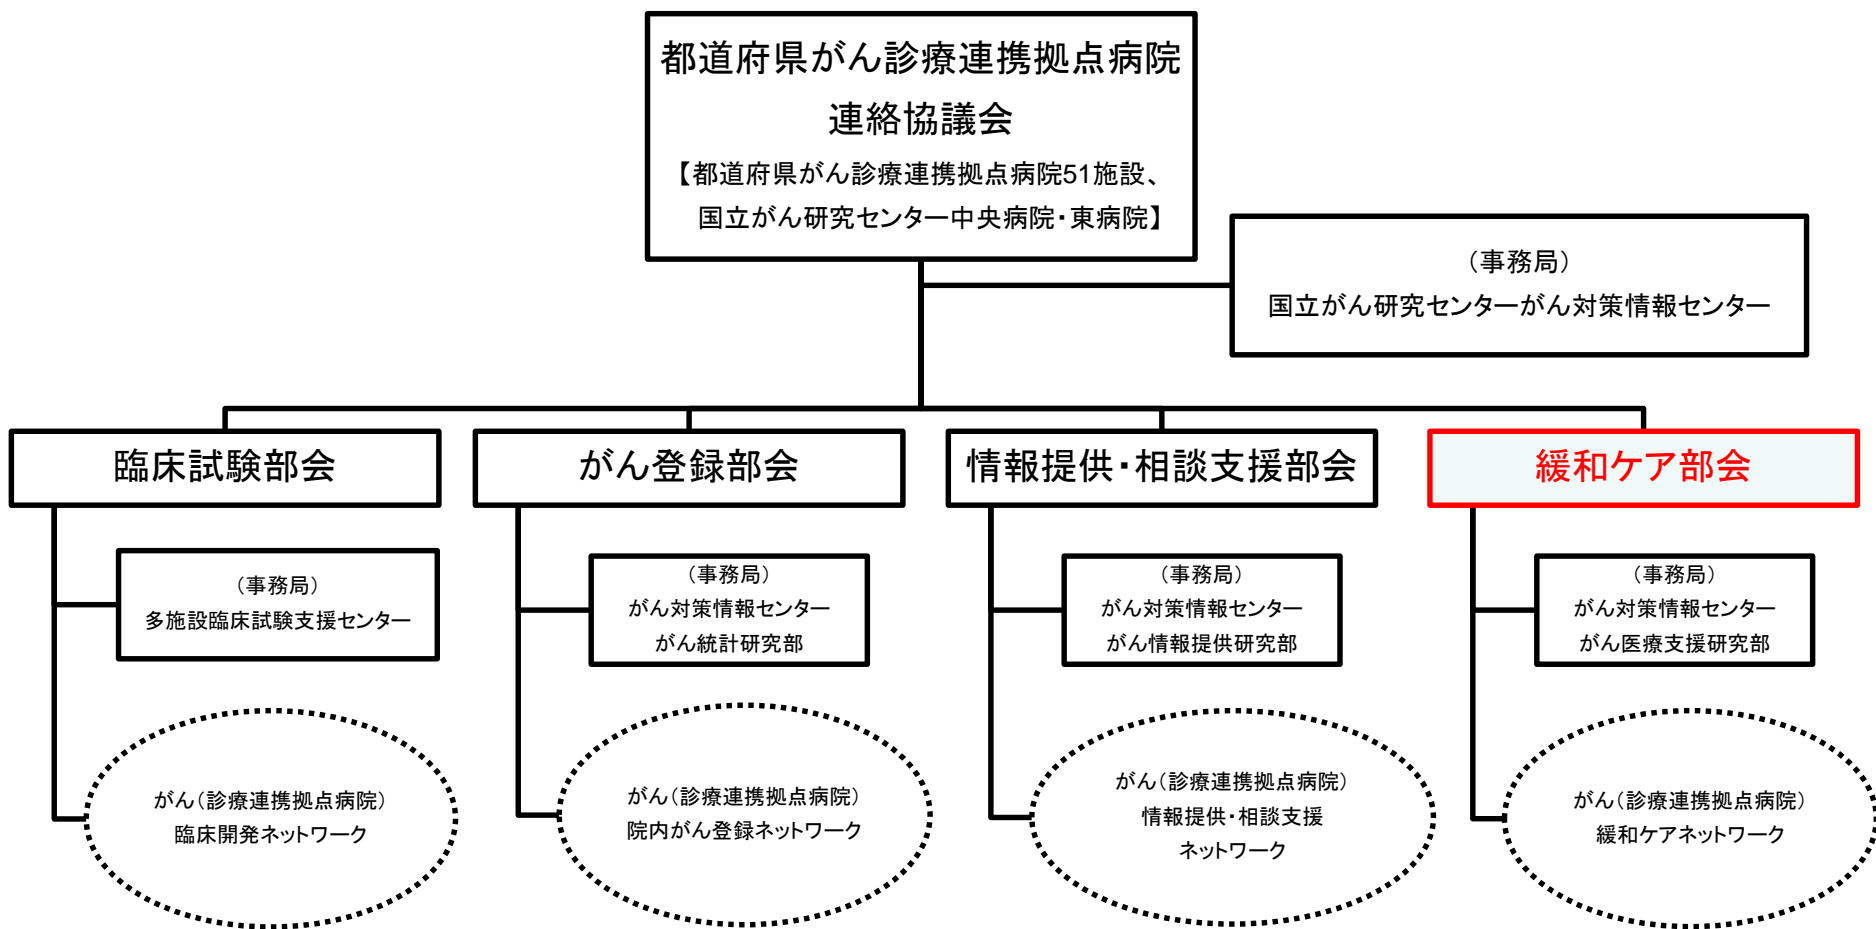 都道府県がん診療連携拠点病院
連絡協議会
【都道府県がん診療連携拠点病院51施設、
国立がん研究センター中央病院・東病院】
（事務局）
国立がん研究センターがん対策情報センター
臨床試験部会
がん登録部会
情報提供・相談支援部会
緩和ケア部会
（事務局）
多施設臨床試験支援センター
（事務局）
がん対策情報センター
がん統計研究部
（事務局）
がん対策情報センター
がん情報提供研究部
（事務局）
がん対策情報センター
がん医療支援研究部
がん（診療連携拠点病院）
臨床開発ネットワーク
がん（診療連携拠点病院）
院内がん登録ネットワーク
がん（診療連携拠点病院）
情報提供・相談支援
ネットワーク
がん（診療連携拠点病院）
緩和ケアネットワーク